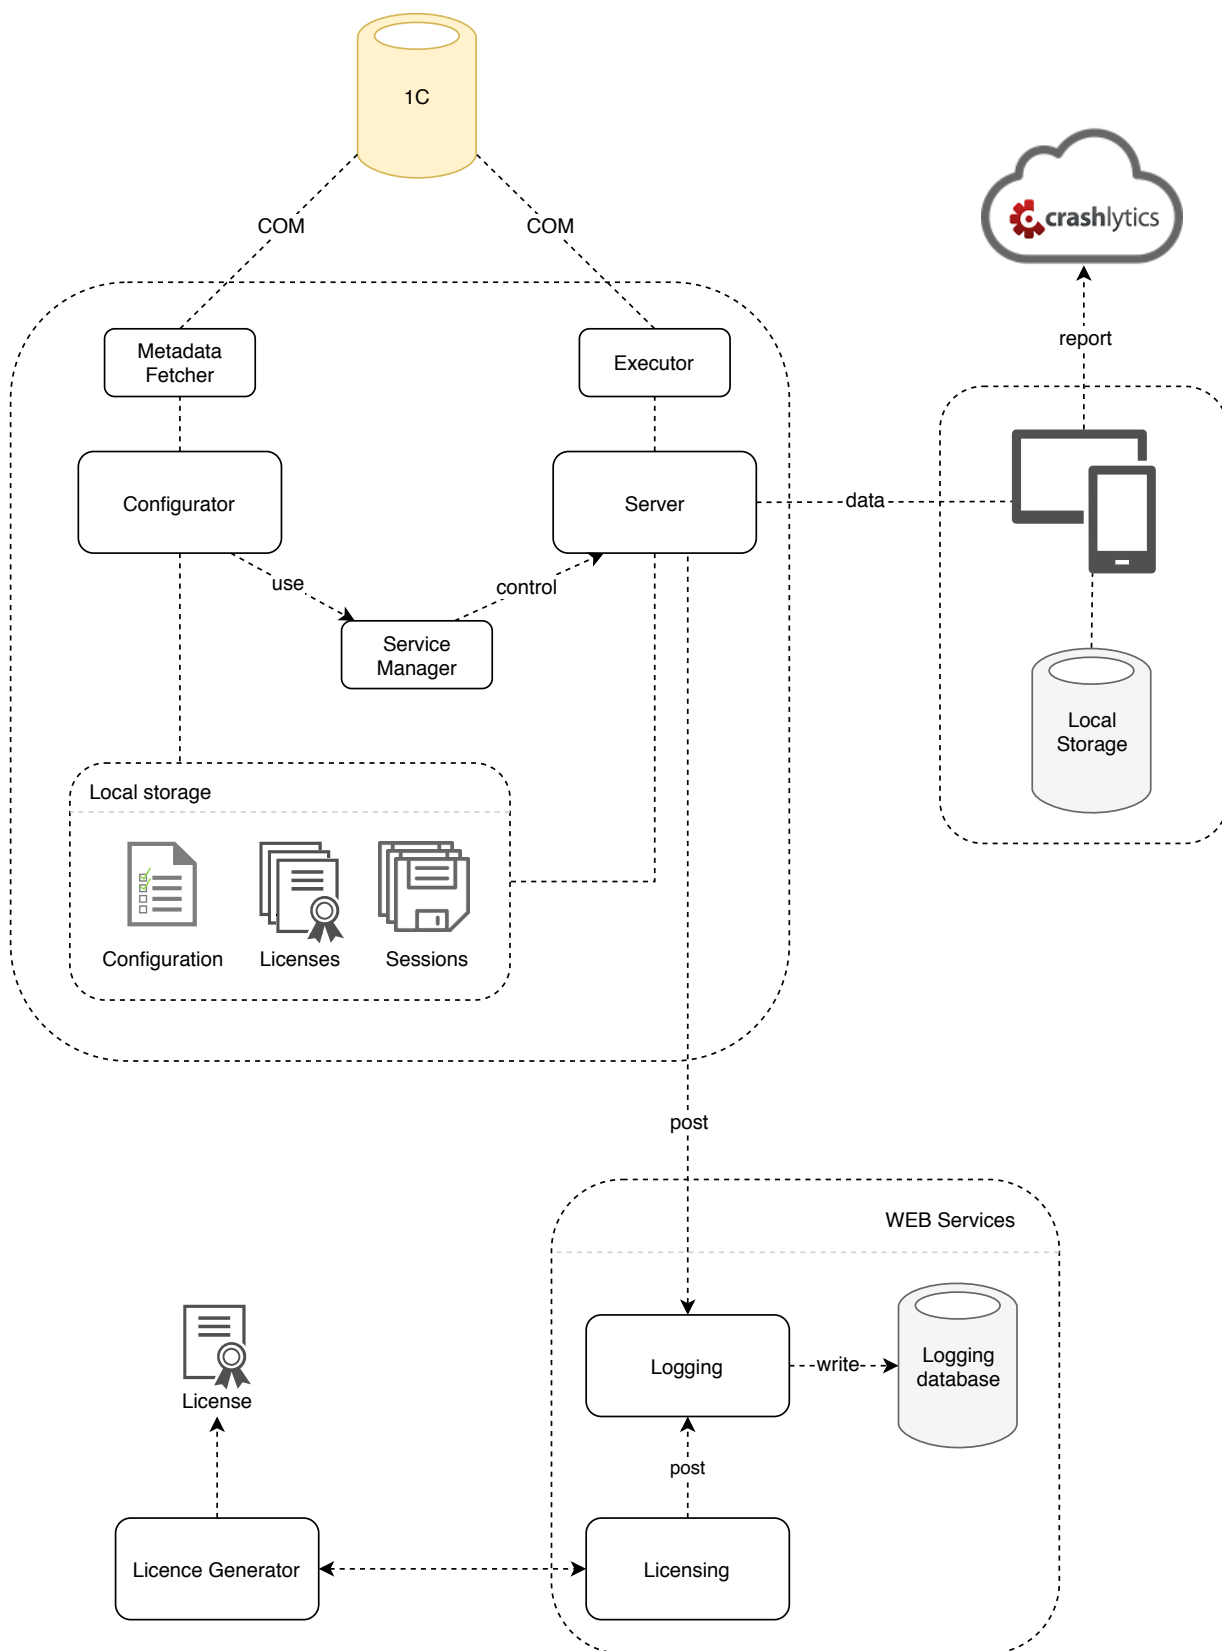 1C
crashlytics
COM
COM
report
Metadata
Fetcher
Executor
Configurator
Server
data
use
control
Service
Manager
Local
Storage
Local storage
Configuration
Licenses
Sessions
post
WEB Services
Logging
write
Logging
database
License
post
Licence Generator
Licensing